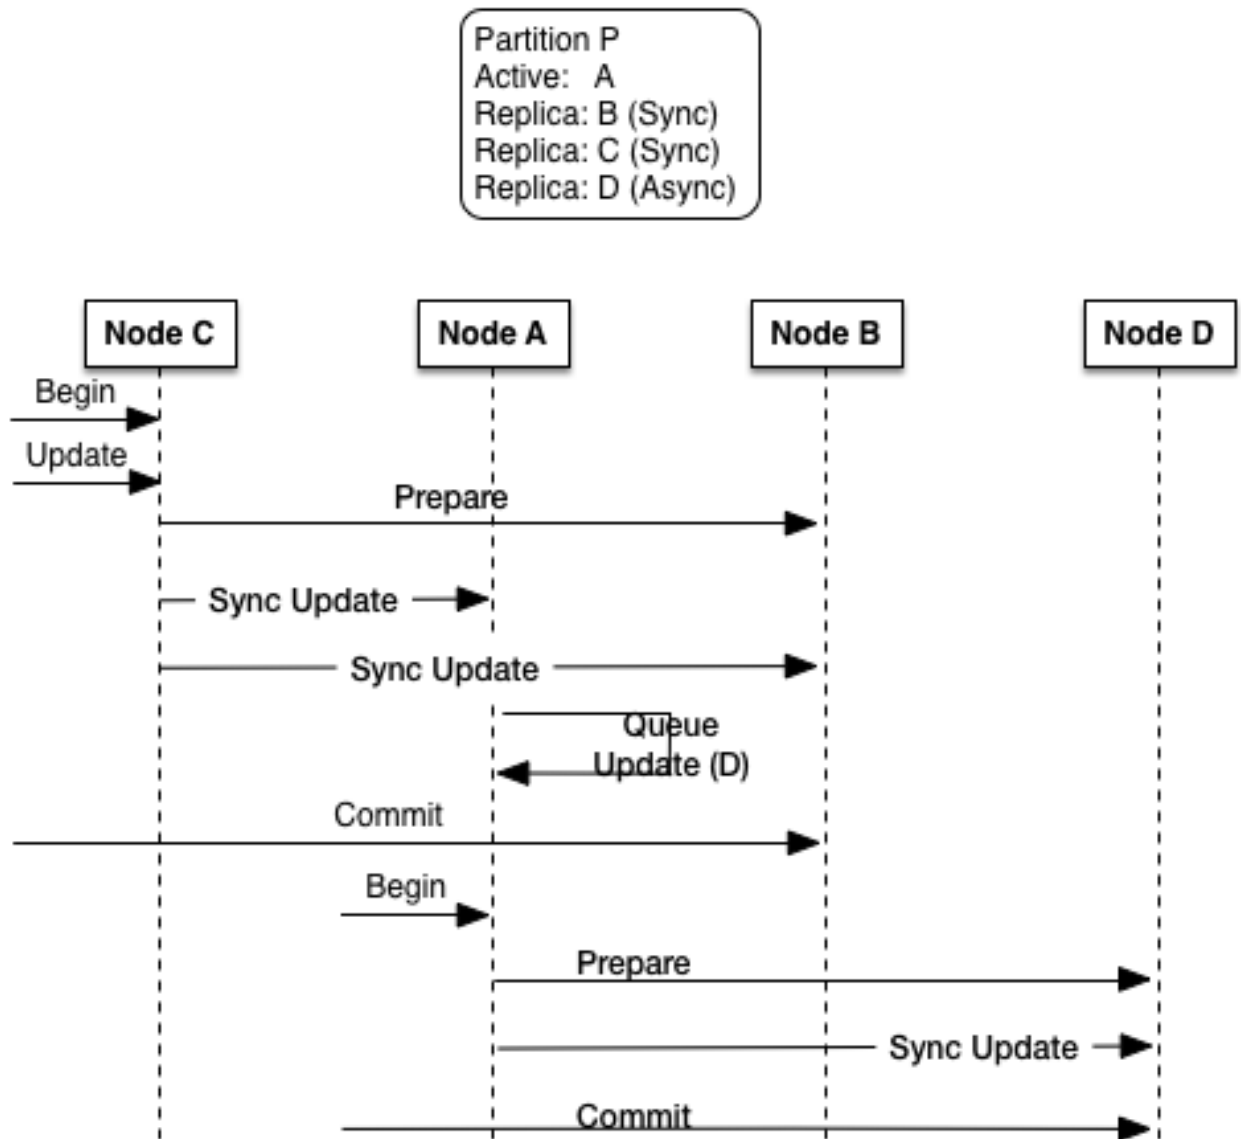 Partition P
Active: A
Replica: B (Sync)
Replica: C (Sync)
Replica: D (Async)
Node C
Node A
Node B
Node D
Begin
Update
Prepare
Sync Update
Sync Update
Queue
Update (D)
Commit
Begin
Prepare
Sync Update
Commit